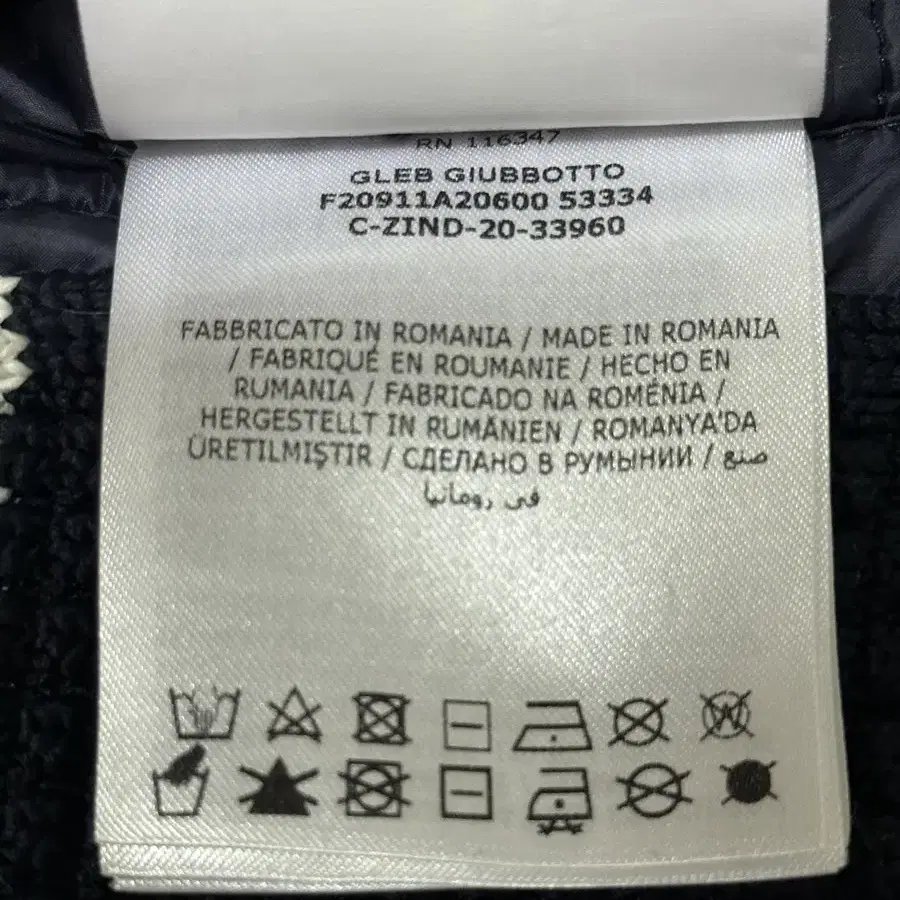 RN 116347
GLEB GIUBBOTTO
F20911A20600 53334
C-ZIND-20-33960
FABBRICATO IN ROMANIA / MADE IN ROMANIA
/ FABRIQUÉ EN ROUMANIE / HECHO EN
RUMANIA / FABRICADO NA ROMÉNIA /
HERGESTELLT IN RUMÄNIEN / ROMANYA'DA
ÜRETILMIŞTIR / СДЕЛАНО В РУМЫНИИ / صنع
في رومانيا
W